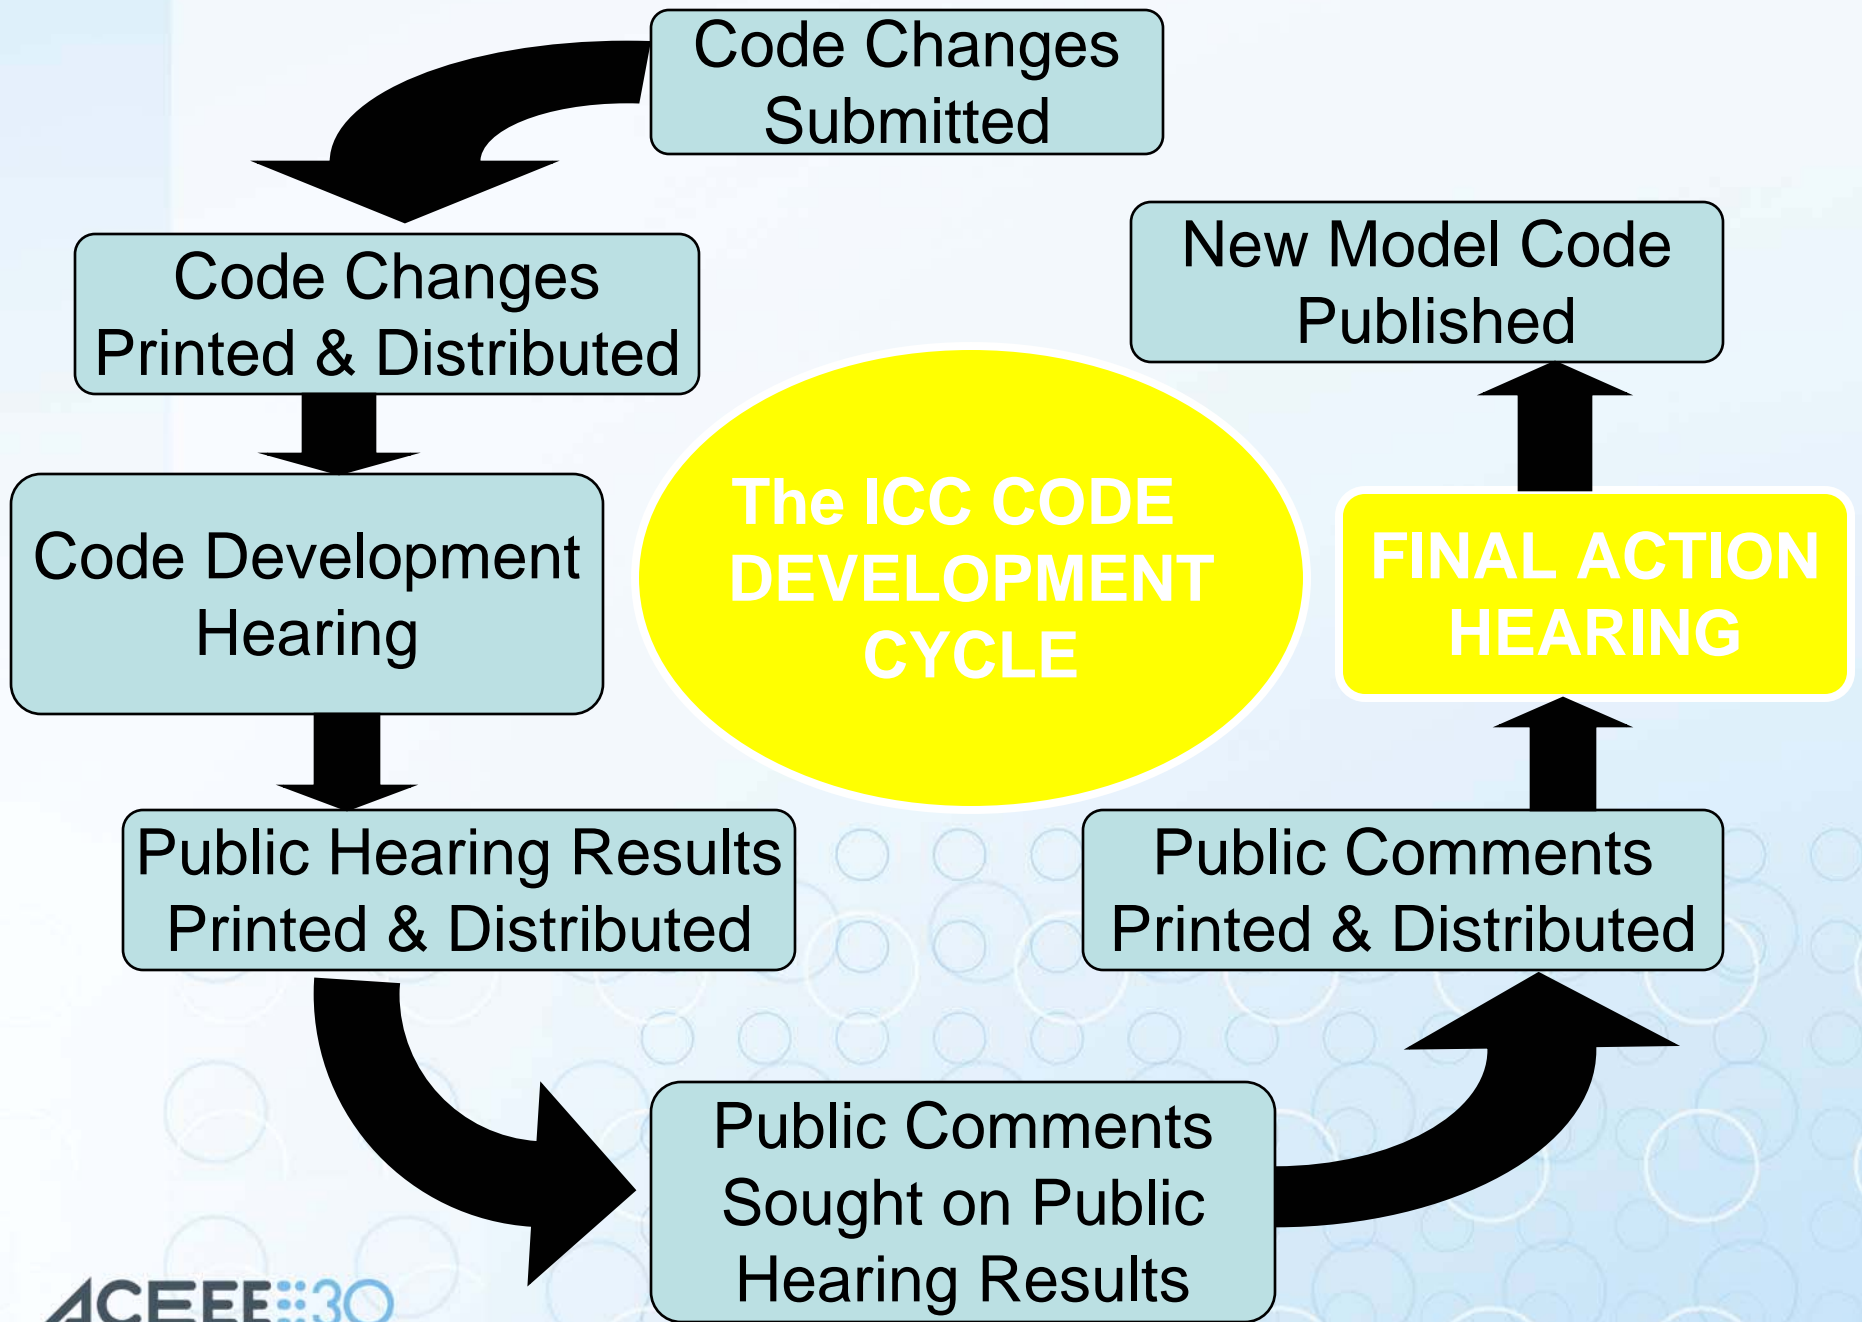 Code Changes
Submitted
Code Changes
Printed & Distributed
Code Development
Hearing
Public Hearing Results
Printed & Distributed
Public Comments
Sought on Public
Hearing Results
Public Comments
Printed & Distributed
FINAL ACTION
HEARING
New Model Code
Published
The ICC CODE
DEVELOPMENT
CYCLE
ACEEE 30